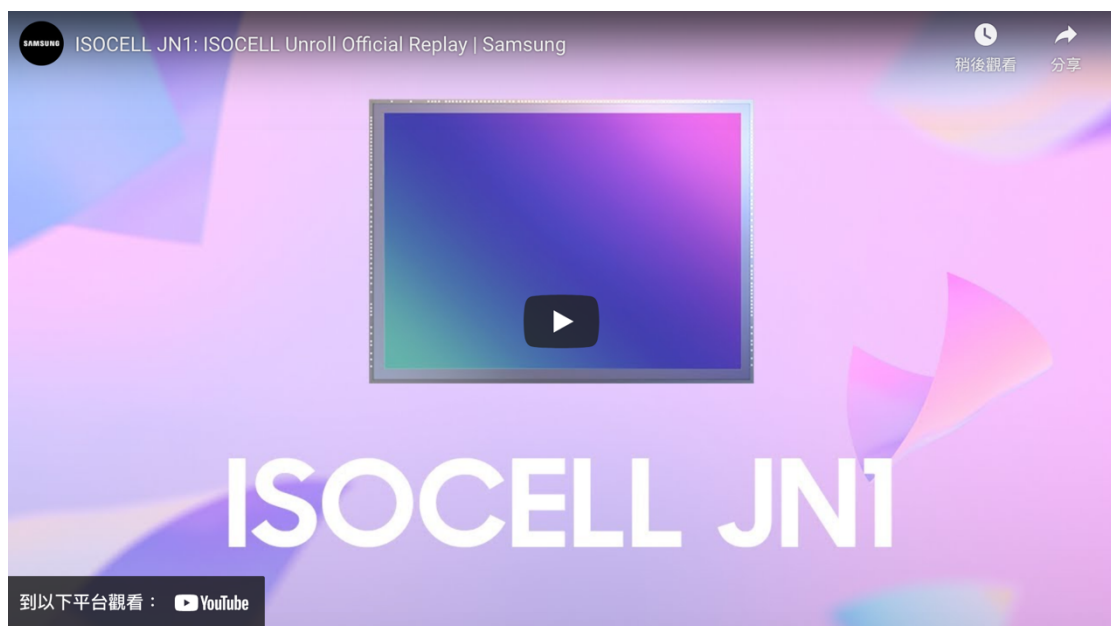 SAMSUNG
ISOCELL JN1: ISOCELL Unroll Official Replay | Samsung
稍後觀看
分享
ISOCELL JN1
到以下平台觀看： YouTube